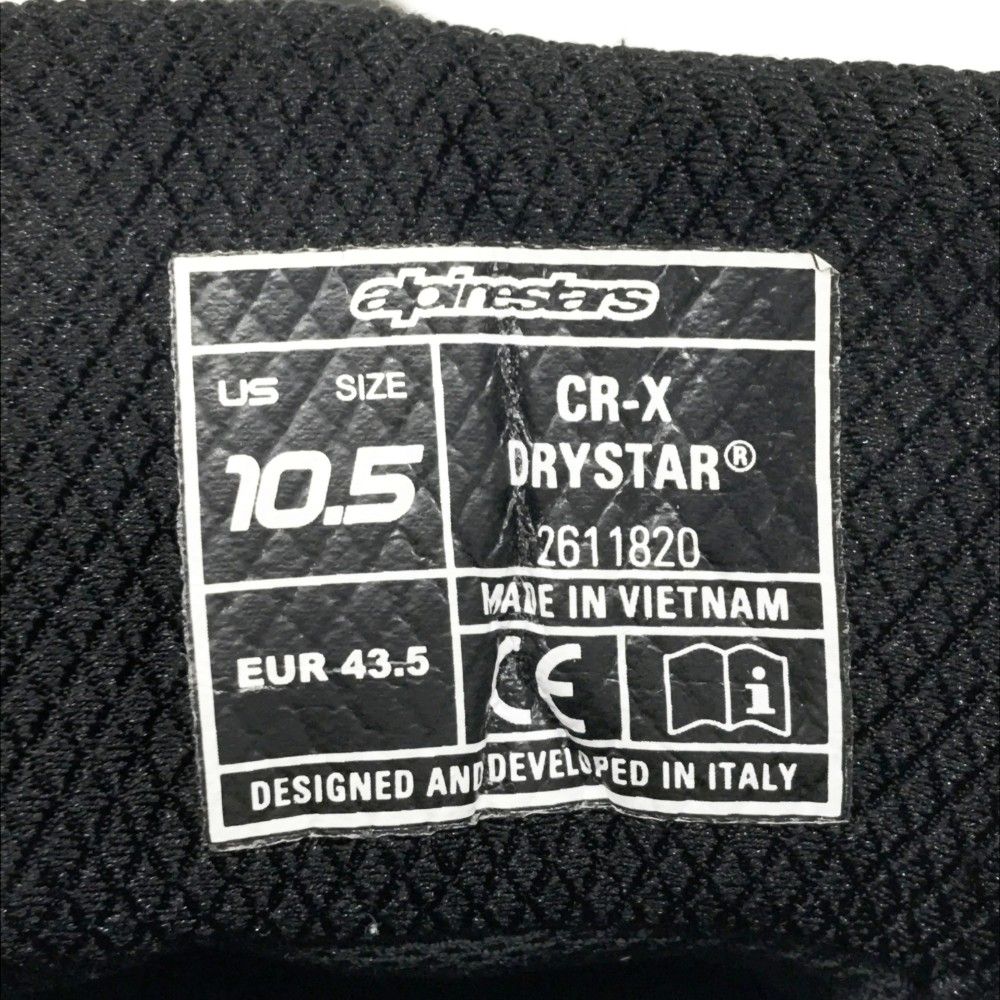 alpinestars
US SIZE
10.5
EUR 43.5
CR-X
DRYSTAR®
2611820
MADE IN VIETNAM
CE
i
DESIGNED AND DEVELOPED IN ITALY